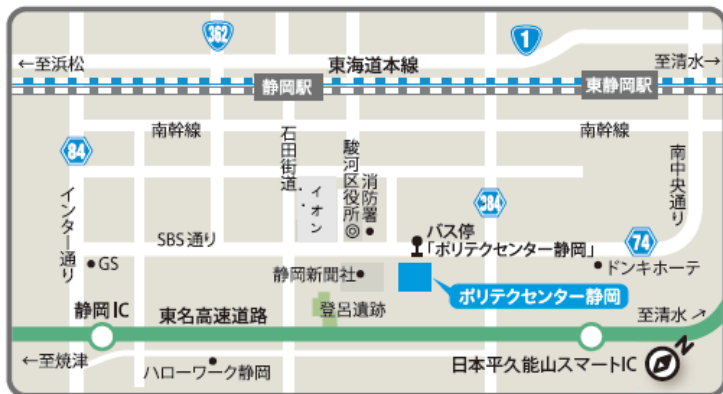 362
1
←至浜松
東海道本線
至清水→
静岡駅
東静岡駅
南幹線
南幹線
84
石田街道
駿河区役所
消防署
イオン
南中央通り
インター通り
384
バス停
「ポリテクセンター静岡」
SBS通り
74
GS
静岡新聞社
ドンキホーテ
ポリテクセンター静岡
静岡IC
東名高速道路
登呂遺跡
至清水↗
←至焼津
ハローワーク静岡
日本平久能山スマートIC
N